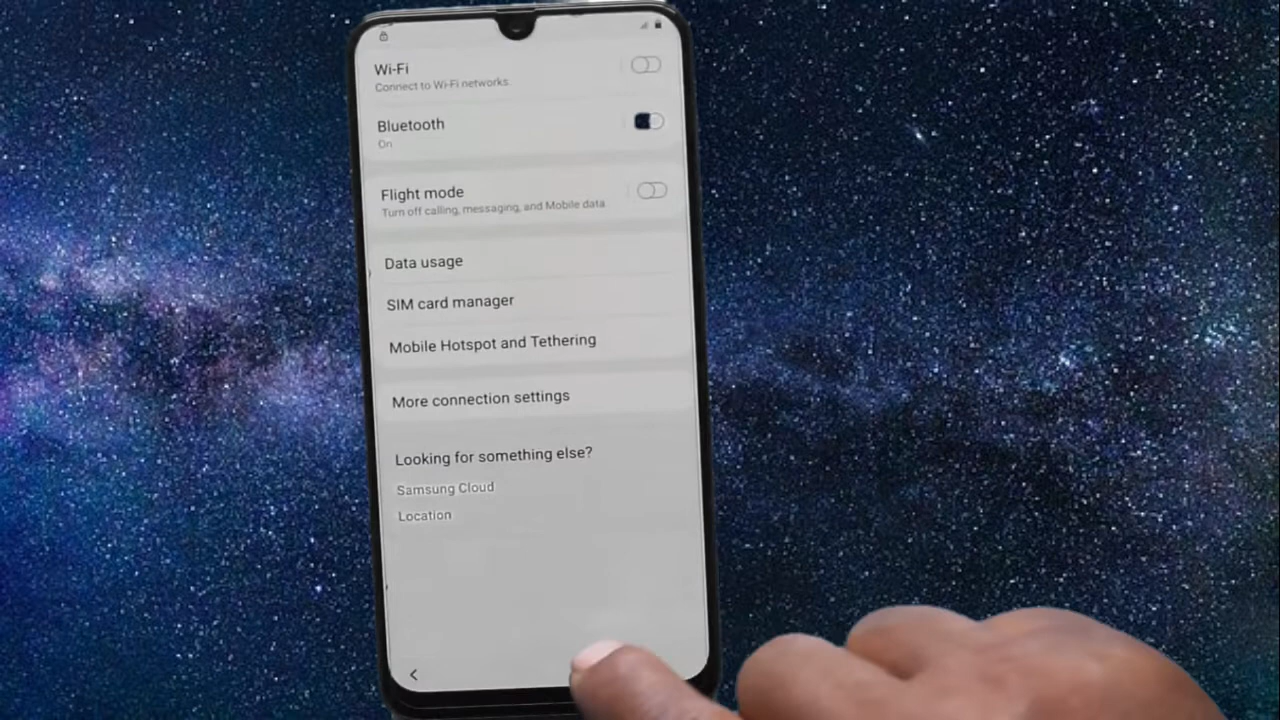 Wi-Fi
Connect to Wi-Fi networks
Bluetooth
On
Flight mode
Turn off calling, messaging, and Mobile data
Data usage
SIM card manager
Mobile Hotspot and Tethering
More connection settings
Looking for something else?
Samsung Cloud
Location